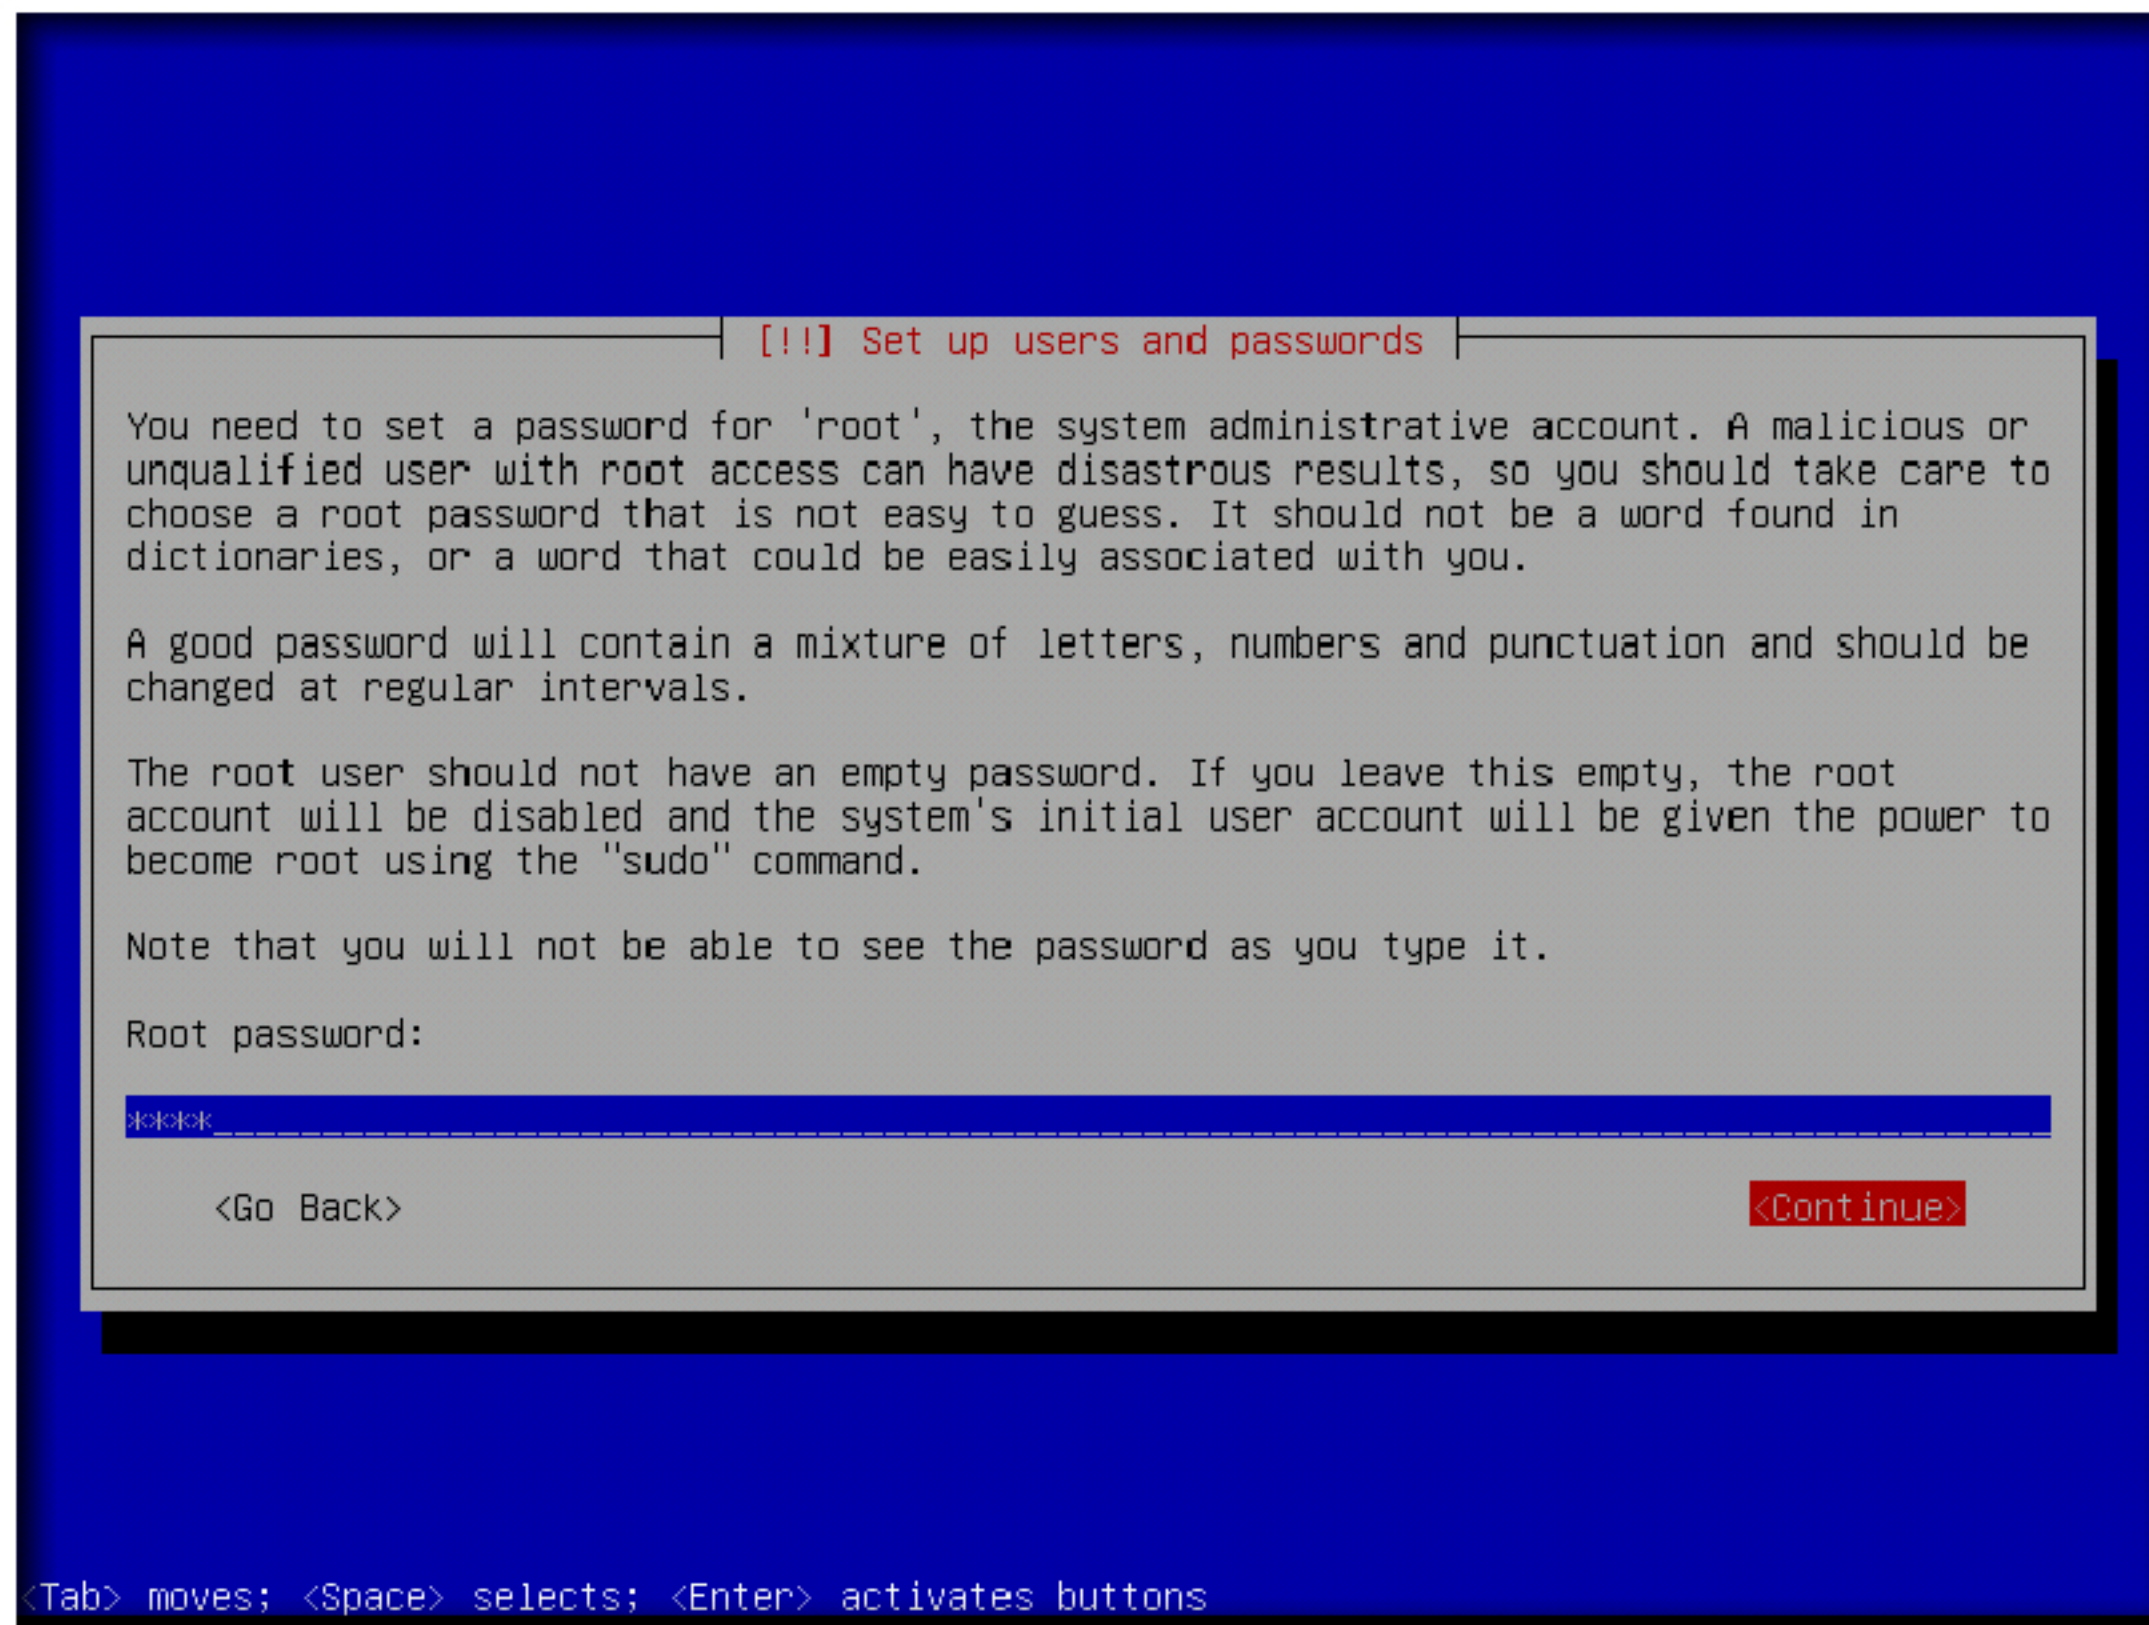 [!!] Set up users and passwords
You need to set a password for 'root', the system administrative account. A malicious or
unqualified user with root access can have disastrous results, so you should take care to
choose a root password that is not easy to guess. It should not be a word found in
dictionaries, or a word that could be easily associated with you.
A good password will contain a mixture of letters, numbers and punctuation and should be
changed at regular intervals.
The root user should not have an empty password. If you leave this empty, the root
account will be disabled and the system's initial user account will be given the power to
become root using the "sudo" command.
Note that you will not be able to see the password as you type it.
Root password:
****
<Go Back> <Continue>
<Tab> moves; <Space> selects; <Enter> activates buttons